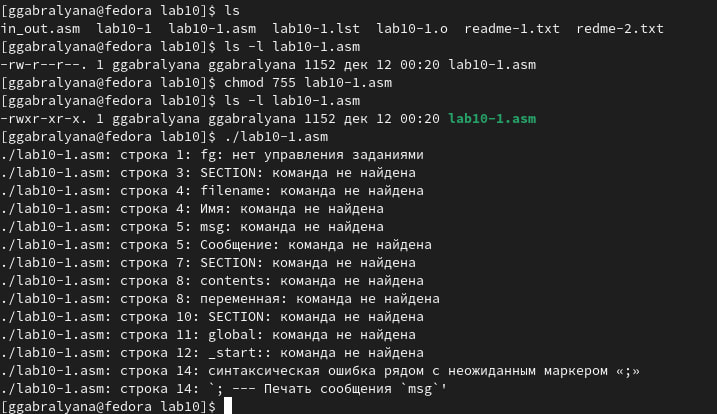 [ggabralyana@fedora lab10]$ ls
in_out.asm  lab10-1  lab10-1.asm  lab10-1.lst  lab10-1.o  readme-1.txt  redme-2.txt
[ggabralyana@fedora lab10]$ ls -l lab10-1.asm
-rw-r--r--. 1 ggabralyana ggabralyana 1152 дек 12 00:20 lab10-1.asm
[ggabralyana@fedora lab10]$ chmod 755 lab10-1.asm
[ggabralyana@fedora lab10]$ ls -l lab10-1.asm
-rwxr-xr-x. 1 ggabralyana ggabralyana 1152 дек 12 00:20 lab10-1.asm
[ggabralyana@fedora lab10]$ ./lab10-1.asm
./lab10-1.asm: строка 1: fg: нет управления заданиями
./lab10-1.asm: строка 3: SECTION: команда не найдена
./lab10-1.asm: строка 4: filename: команда не найдена
./lab10-1.asm: строка 4: Имя: команда не найдена
./lab10-1.asm: строка 5: msg: команда не найдена
./lab10-1.asm: строка 5: Сообщение: команда не найдена
./lab10-1.asm: строка 7: SECTION: команда не найдена
./lab10-1.asm: строка 8: contents: команда не найдена
./lab10-1.asm: строка 8: переменная: команда не найдена
./lab10-1.asm: строка 10: SECTION: команда не найдена
./lab10-1.asm: строка 11: global: команда не найдена
./lab10-1.asm: строка 12: _start:: команда не найдена
./lab10-1.asm: строка 14: синтаксическая ошибка рядом с неожиданным маркером «;»
./lab10-1.asm: строка 14: `; --- Печать сообщения `msg`'
[ggabralyana@fedora lab10]$